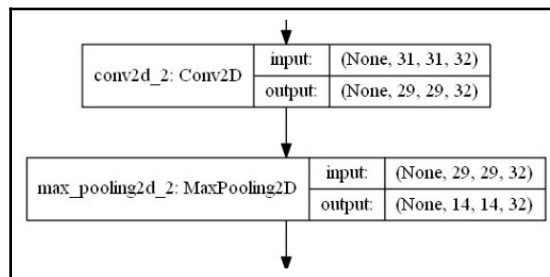 conv2d_2: Conv2D
input: (None, 31, 31, 32)
output: (None, 29, 29, 32)
max_pooling2d_2: MaxPooling2D
input: (None, 29, 29, 32)
output: (None, 14, 14, 32)